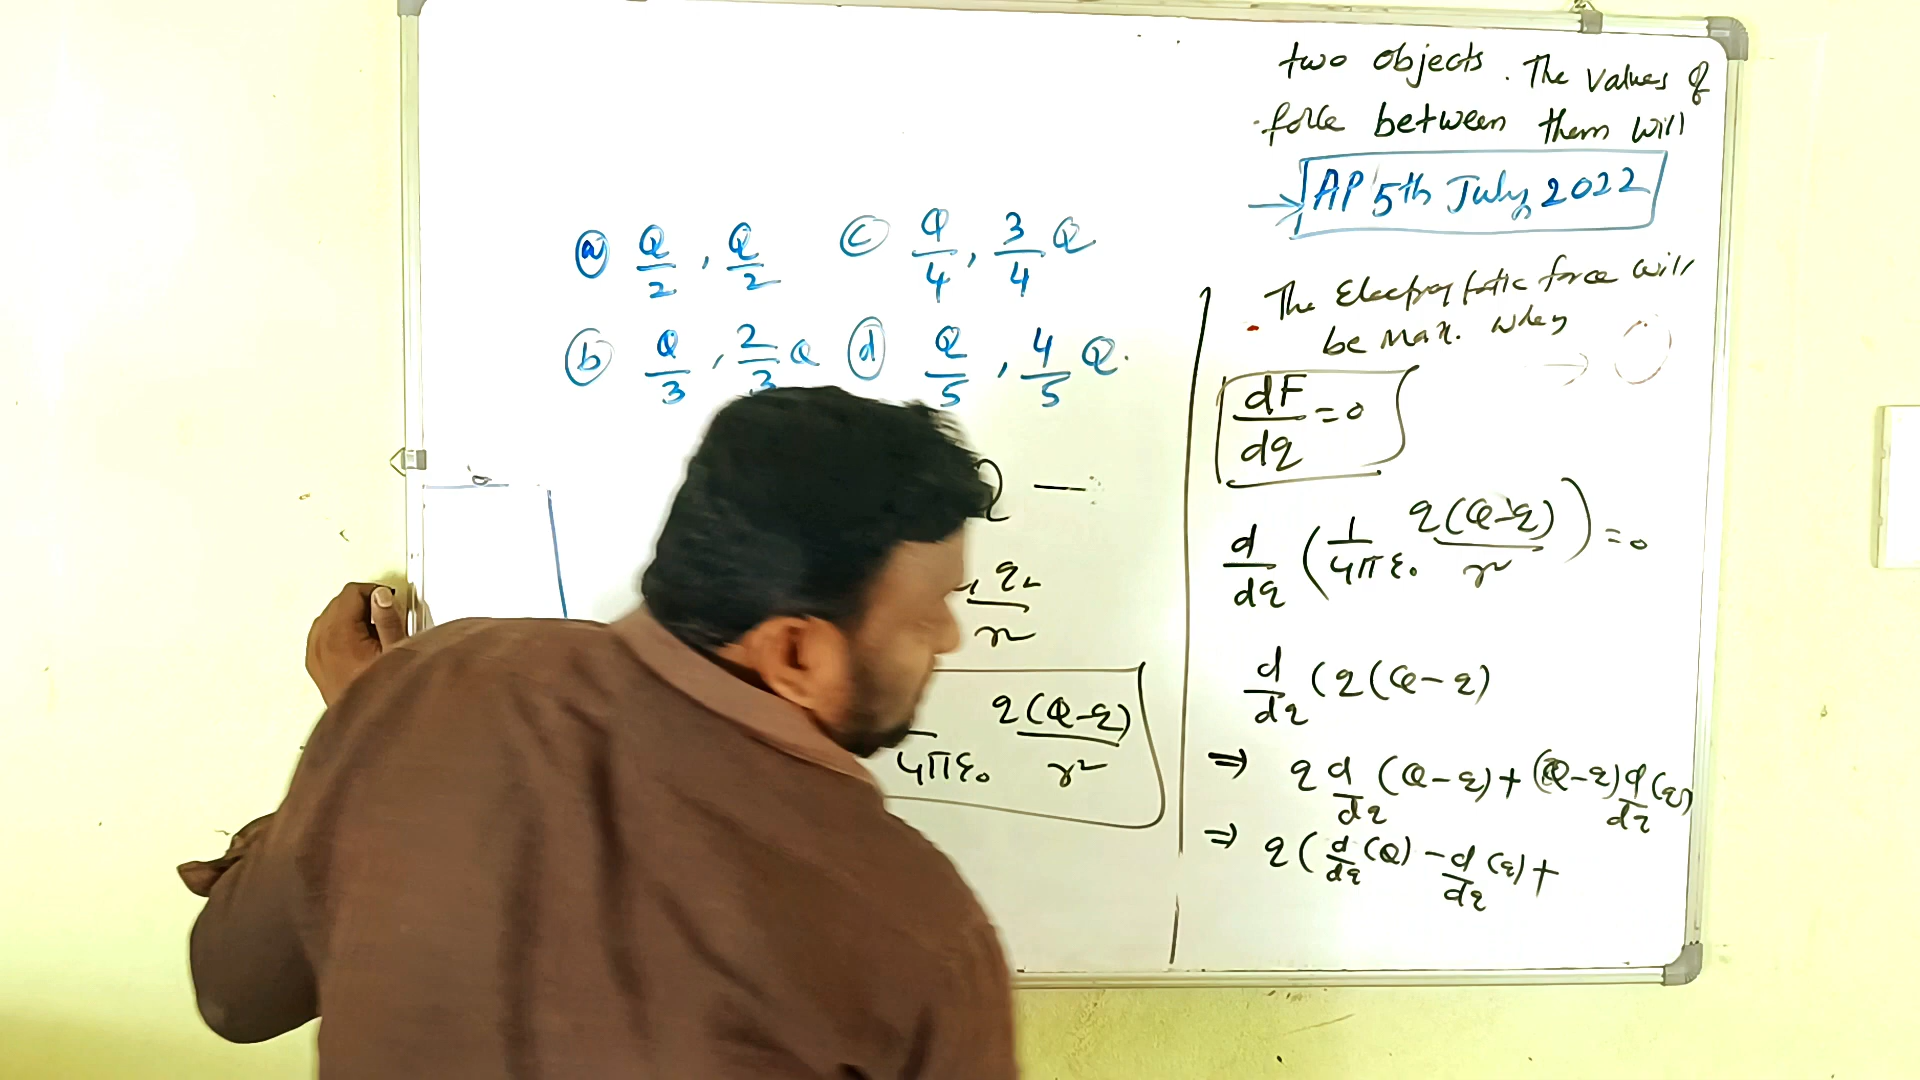 two objects. The values of
force between them will
→ AP 5th July, 2022
(a) Q/2, Q/2 (c) Q/4, 3/4 Q
(b) Q/3, 2/3 Q (d) Q/5, 4/5 Q.
Q —
q2/r²
4πε₀ q(Q-q)/r²
. The Electrostatic force will
be max. when
→
dF/dq = 0
d/dq (1/4πε₀ q(Q-q)/r²) = 0
d/dq (q(Q-q)
⇒ q d/dq (Q-q) + (Q-q) d/dq (q)
⇒ q (d/dq (Q) - d/dq (q) +